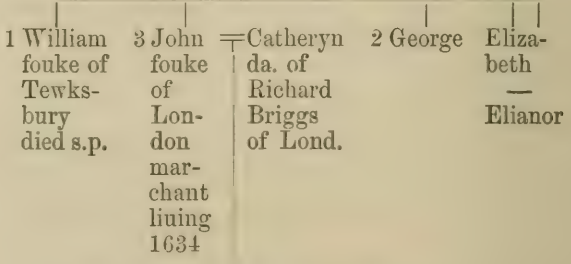 1 William
fouke of
Tewks-
bury
died s.p.
3 John
fouke
of
Lon-
don
mar-
chant
liuing
1634
Catheryn
da. of
Richard
Briggs
of Lond.
2 George
Eliza-
beth
—
Elianor